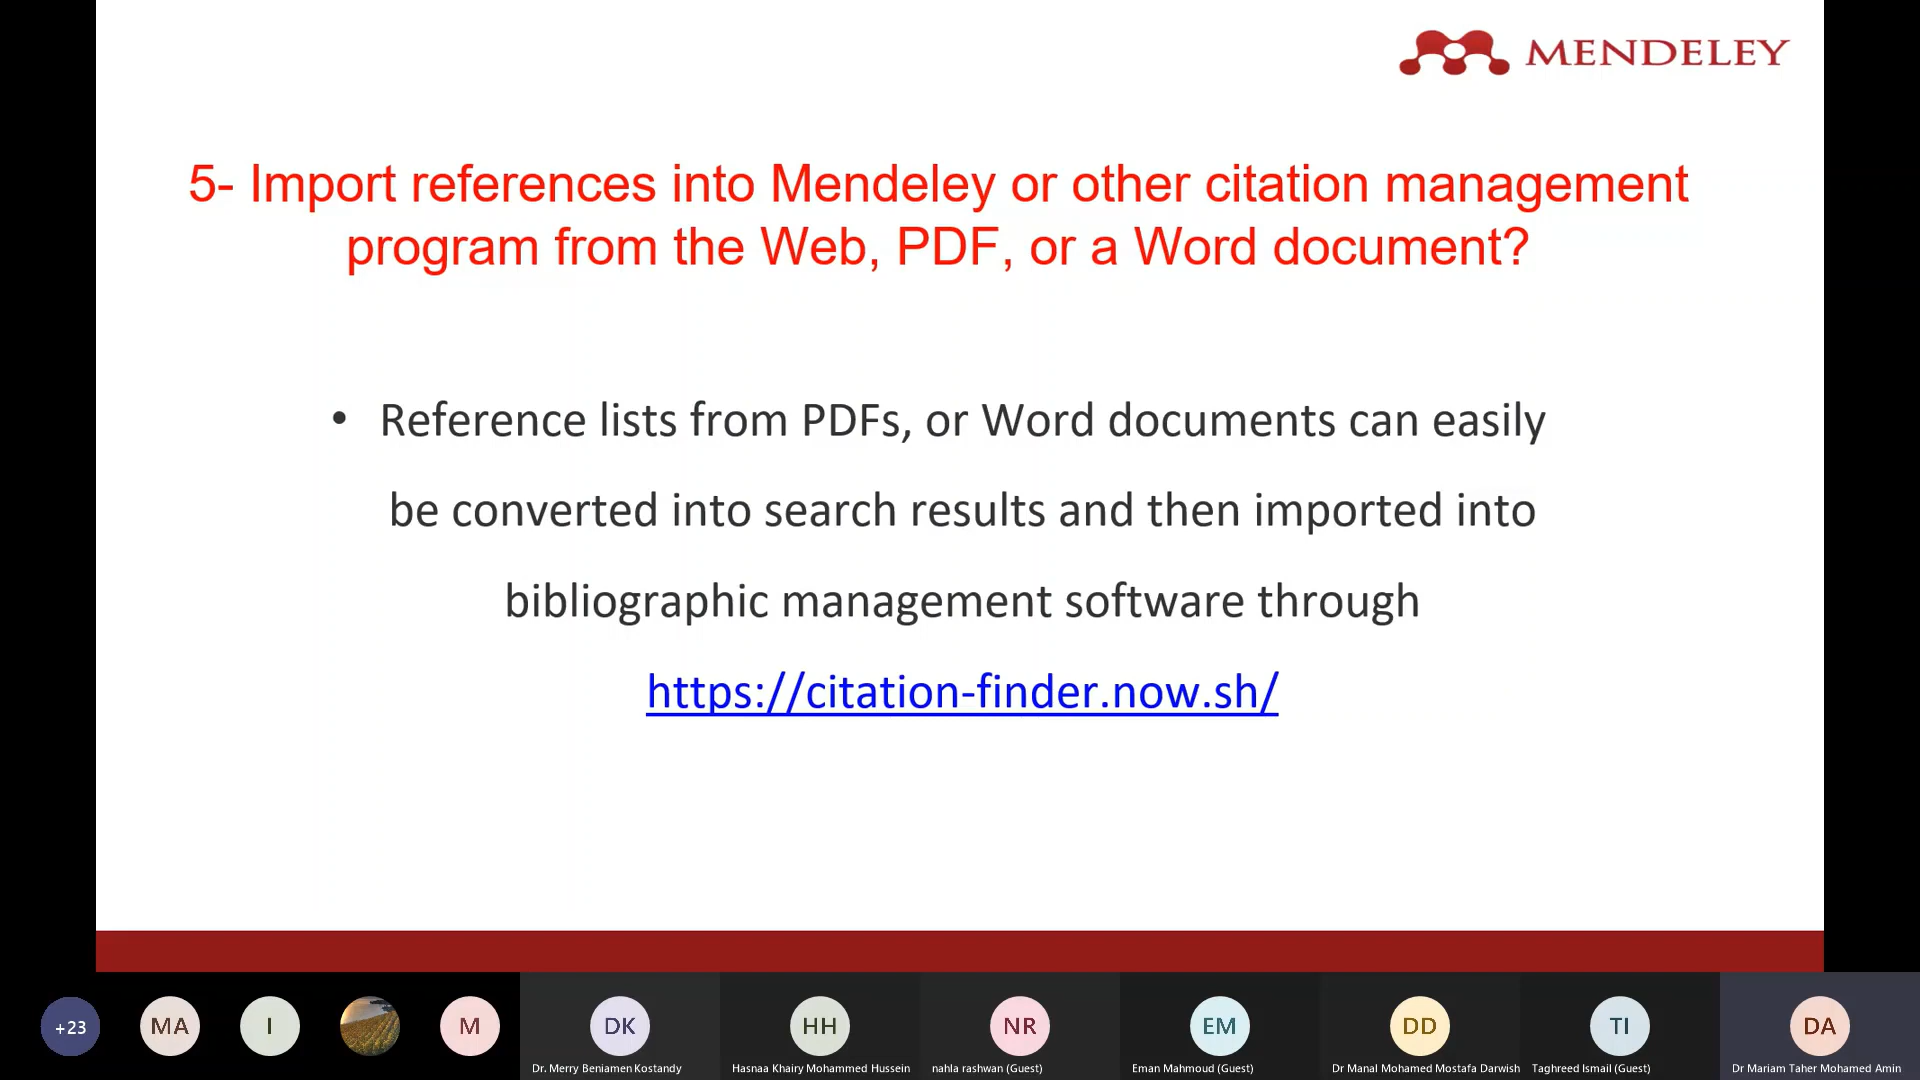 MENDELEY
5- Import references into Mendeley or other citation management
program from the Web, PDF, or a Word document?
• Reference lists from PDFs, or Word documents can easily
be converted into search results and then imported into
bibliographic management software through
https://citation-finder.now.sh/
+23
MA
I
M
DK
HH
NR
EM
DD
TI
DA
Dr. Merry Beniamen Kostandy
Hasnaa Khairy Mohammed Hussein
nahla rashwan (Guest)
Eman Mahmoud (Guest)
Dr Manal Mohamed Mostafa Darwish
Taghreed Ismail (Guest)
Dr Mariam Taher Mohamed Amin